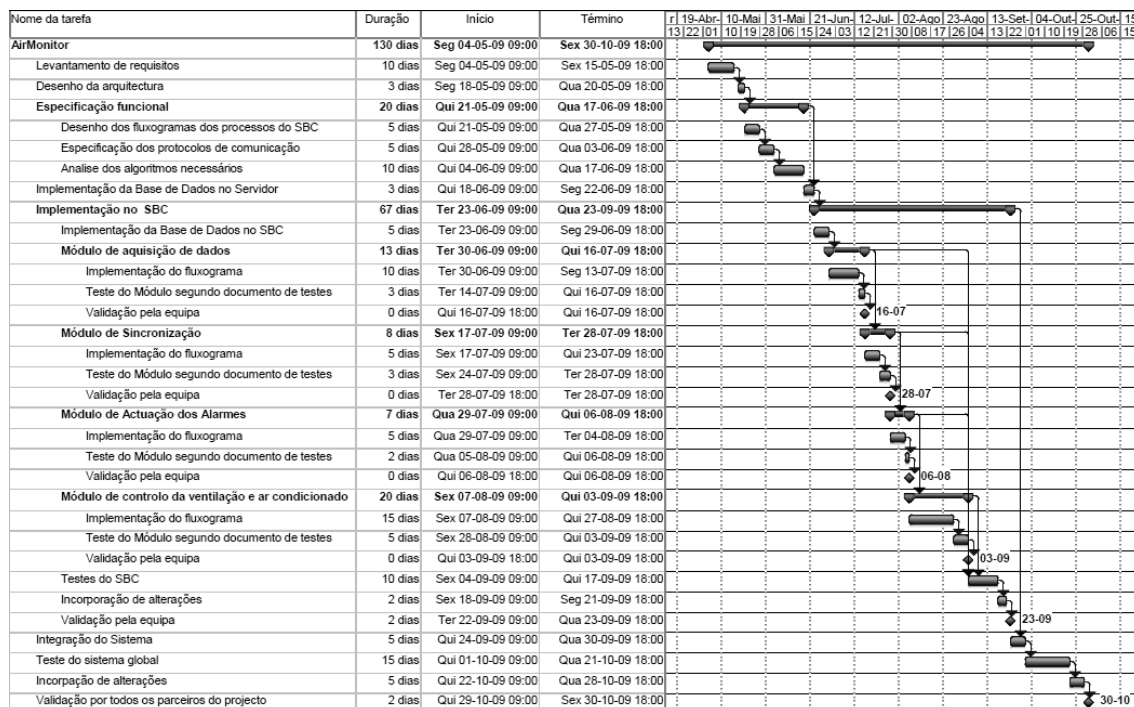 Nome da tarefa Duração Início Término r 19-Abr- 10-Mai 31-Mai 21-Jun- 12-Jul- 02-Ago 23-Ago 13-Set- 04-Out- 25-Out- 15
13 22 01 10 19 28 06 15 24 03 12 21 30 08 17 26 04 13 22 01 10 19 28 06 15
AirMonitor 130 dias Seg 04-05-09 09:00 Sex 30-10-09 18:00
Levantamento de requisitos 10 dias Seg 04-05-09 09:00 Sex 15-05-09 18:00
Desenho da arquitectura 3 dias Seg 18-05-09 09:00 Qua 20-05-09 18:00
Especificação funcional 20 dias Qui 21-05-09 09:00 Qua 17-06-09 18:00
Desenho dos fluxogramas dos processos do SBC 5 dias Qui 21-05-09 09:00 Qua 27-05-09 18:00
Especificação dos protocolos de comunicação 5 dias Qui 28-05-09 09:00 Qua 03-06-09 18:00
Analise dos algoritmos necessários 10 dias Qui 04-06-09 09:00 Qua 17-06-09 18:00
Implementação da Base de Dados no Servidor 3 dias Qui 18-06-09 09:00 Seg 22-06-09 18:00
Implementação no SBC 67 dias Ter 23-06-09 09:00 Qua 23-09-09 18:00
Implementação da Base de Dados no SBC 5 dias Ter 23-06-09 09:00 Seg 29-06-09 18:00
Módulo de aquisição de dados 13 dias Ter 30-06-09 09:00 Qui 16-07-09 18:00
Implementação do fluxograma 10 dias Ter 30-06-09 09:00 Seg 13-07-09 18:00
Teste do Módulo segundo documento de testes 3 dias Ter 14-07-09 09:00 Qui 16-07-09 18:00
Validação pela equipa 0 dias Qui 16-07-09 18:00 Qui 16-07-09 18:00 16-07
Módulo de Sincronização 8 dias Sex 17-07-09 09:00 Ter 28-07-09 18:00
Implementação do fluxograma 5 dias Sex 17-07-09 09:00 Qui 23-07-09 18:00
Teste do Módulo segundo documento de testes 3 dias Sex 24-07-09 09:00 Ter 28-07-09 18:00
Validação pela equipa 0 dias Ter 28-07-09 18:00 Ter 28-07-09 18:00 28-07
Módulo de Actuação dos Alarmes 7 dias Qua 29-07-09 09:00 Qui 06-08-09 18:00
Implementação do fluxograma 5 dias Qua 29-07-09 09:00 Ter 04-08-09 18:00
Teste do Módulo segundo documento de testes 2 dias Qua 05-08-09 09:00 Qui 06-08-09 18:00
Validação pela equipa 0 dias Qui 06-08-09 18:00 Qui 06-08-09 18:00 06-08
Módulo de controlo da ventilação e ar condicionado 20 dias Sex 07-08-09 09:00 Qui 03-09-09 18:00
Implementação do fluxograma 15 dias Sex 07-08-09 09:00 Qui 27-08-09 18:00
Teste do Módulo segundo documento de testes 5 dias Sex 28-08-09 09:00 Qui 03-09-09 18:00
Validação pela equipa 0 dias Qui 03-09-09 18:00 Qui 03-09-09 18:00 03-09
Testes do SBC 10 dias Sex 04-09-09 09:00 Qui 17-09-09 18:00
Incorporação de alterações 2 dias Sex 18-09-09 09:00 Seg 21-09-09 18:00
Validação pela equipa 2 dias Ter 22-09-09 09:00 Qua 23-09-09 18:00 23-09
Integração do Sistema 5 dias Qui 24-09-09 09:00 Qua 30-09-09 18:00
Teste do sistema global 15 dias Qui 01-10-09 09:00 Qua 21-10-09 18:00
Incorpação de alterações 5 dias Qui 22-10-09 09:00 Qua 28-10-09 18:00
Validação por todos os parceiros do projecto 2 dias Qui 29-10-09 09:00 Sex 30-10-09 18:00 30-10